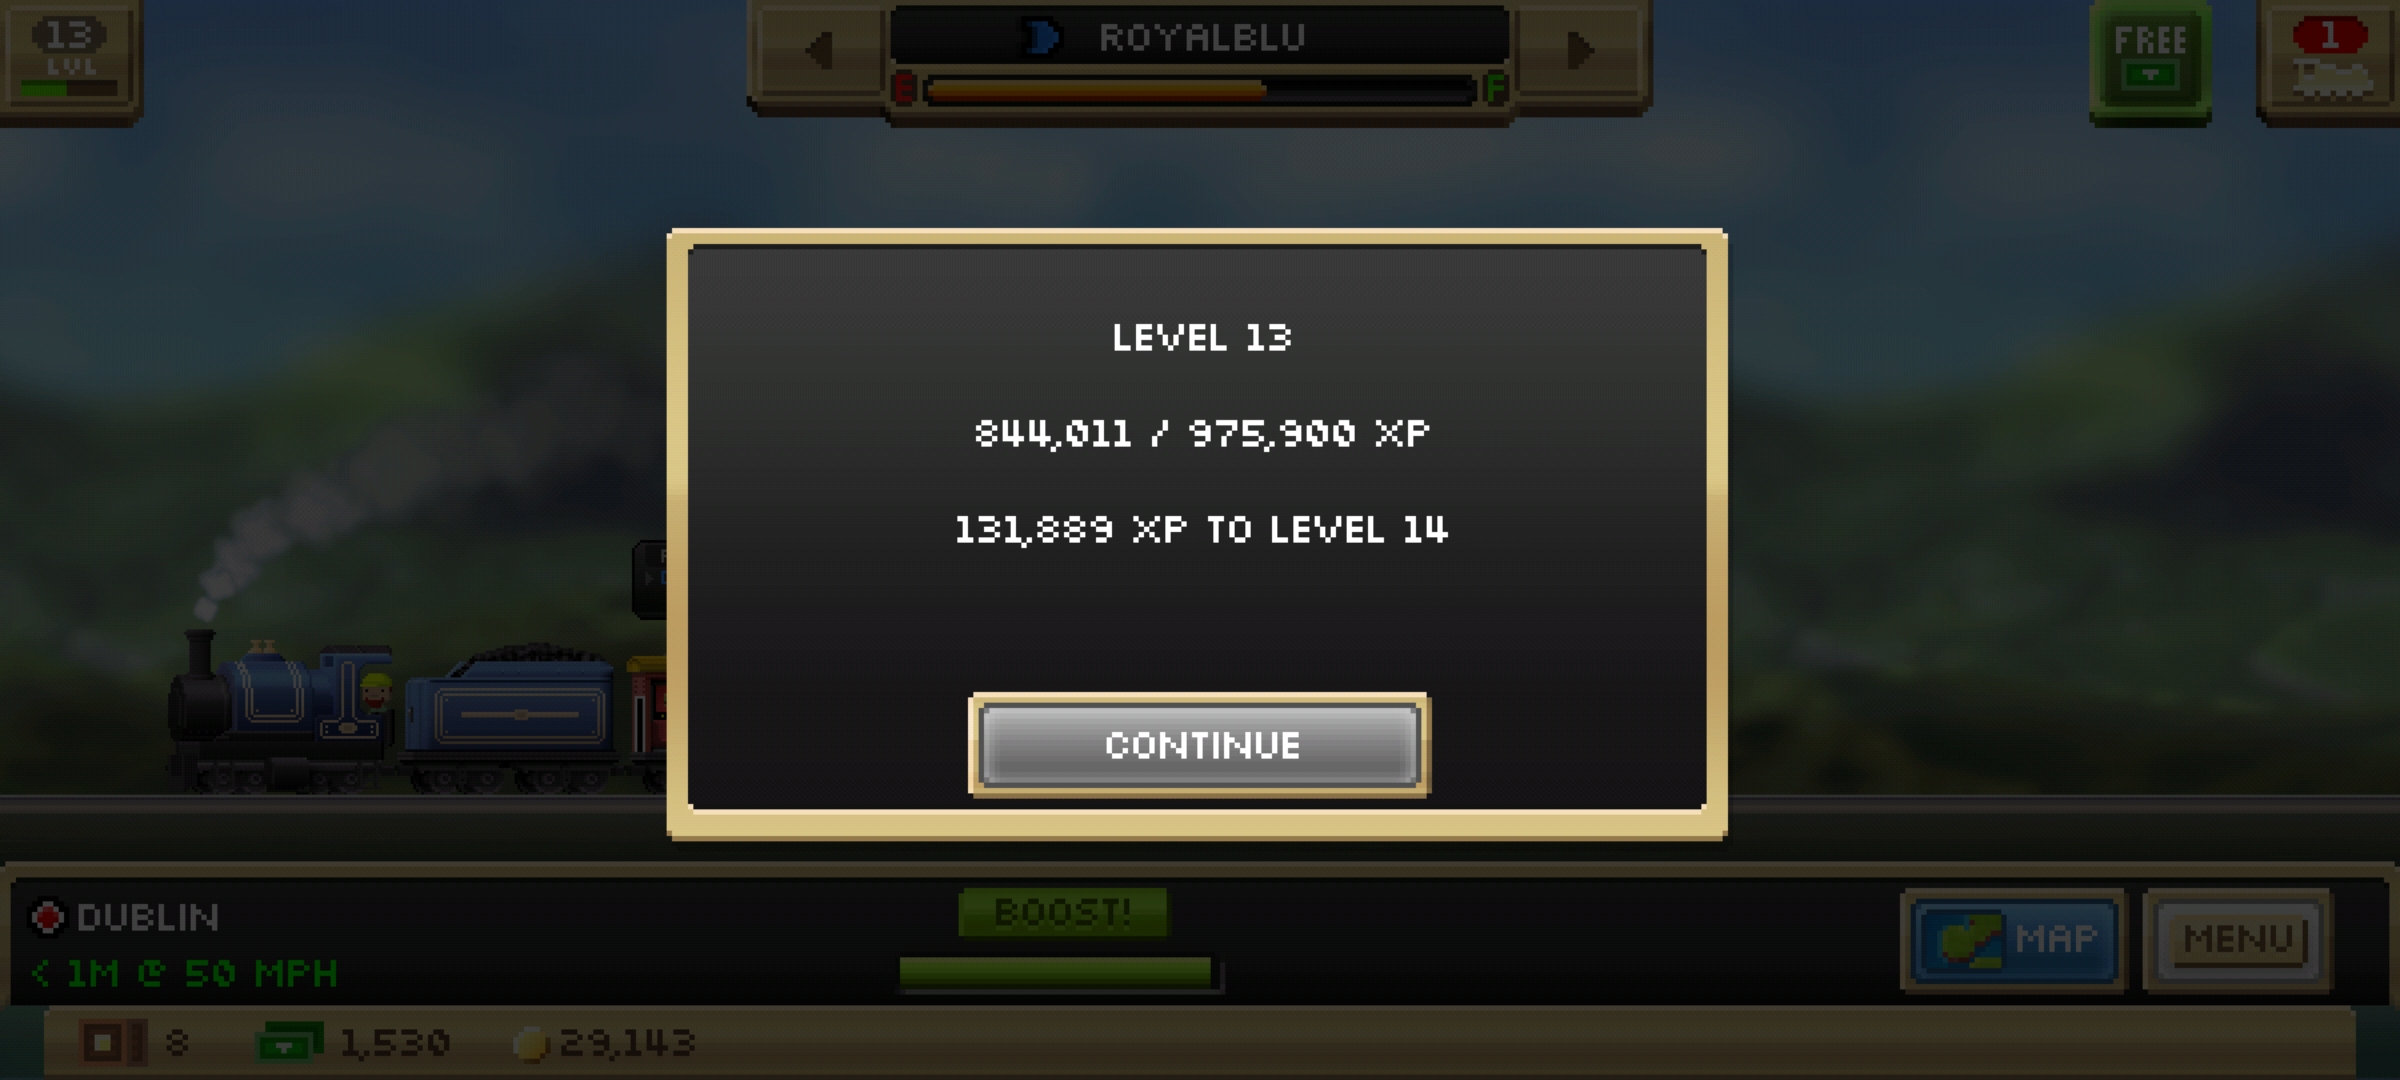 13
LVL
ROYALBLU
E
F
FREE
1
LEVEL 13
844,011 / 975,900 XP
131,889 XP TO LEVEL 14
CONTINUE
DUBLIN
< 1M @ 50 MPH
BOOST!
MAP
MENU
8
1,530
29,143